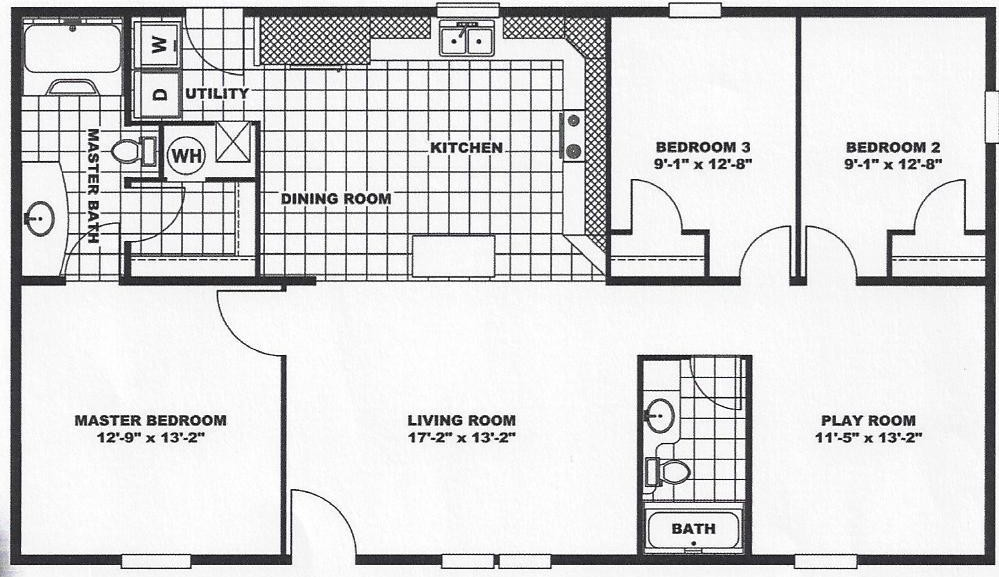 W
D
UTILITY
WH
MASTER BATH
KITCHEN
DINING ROOM
BEDROOM 3
9'-1" x 12'-8"
BEDROOM 2
9'-1" x 12'-8"
MASTER BEDROOM
12'-9" x 13'-2"
LIVING ROOM
17'-2" x 13'-2"
BATH
PLAY ROOM
11'-5" x 13'-2"